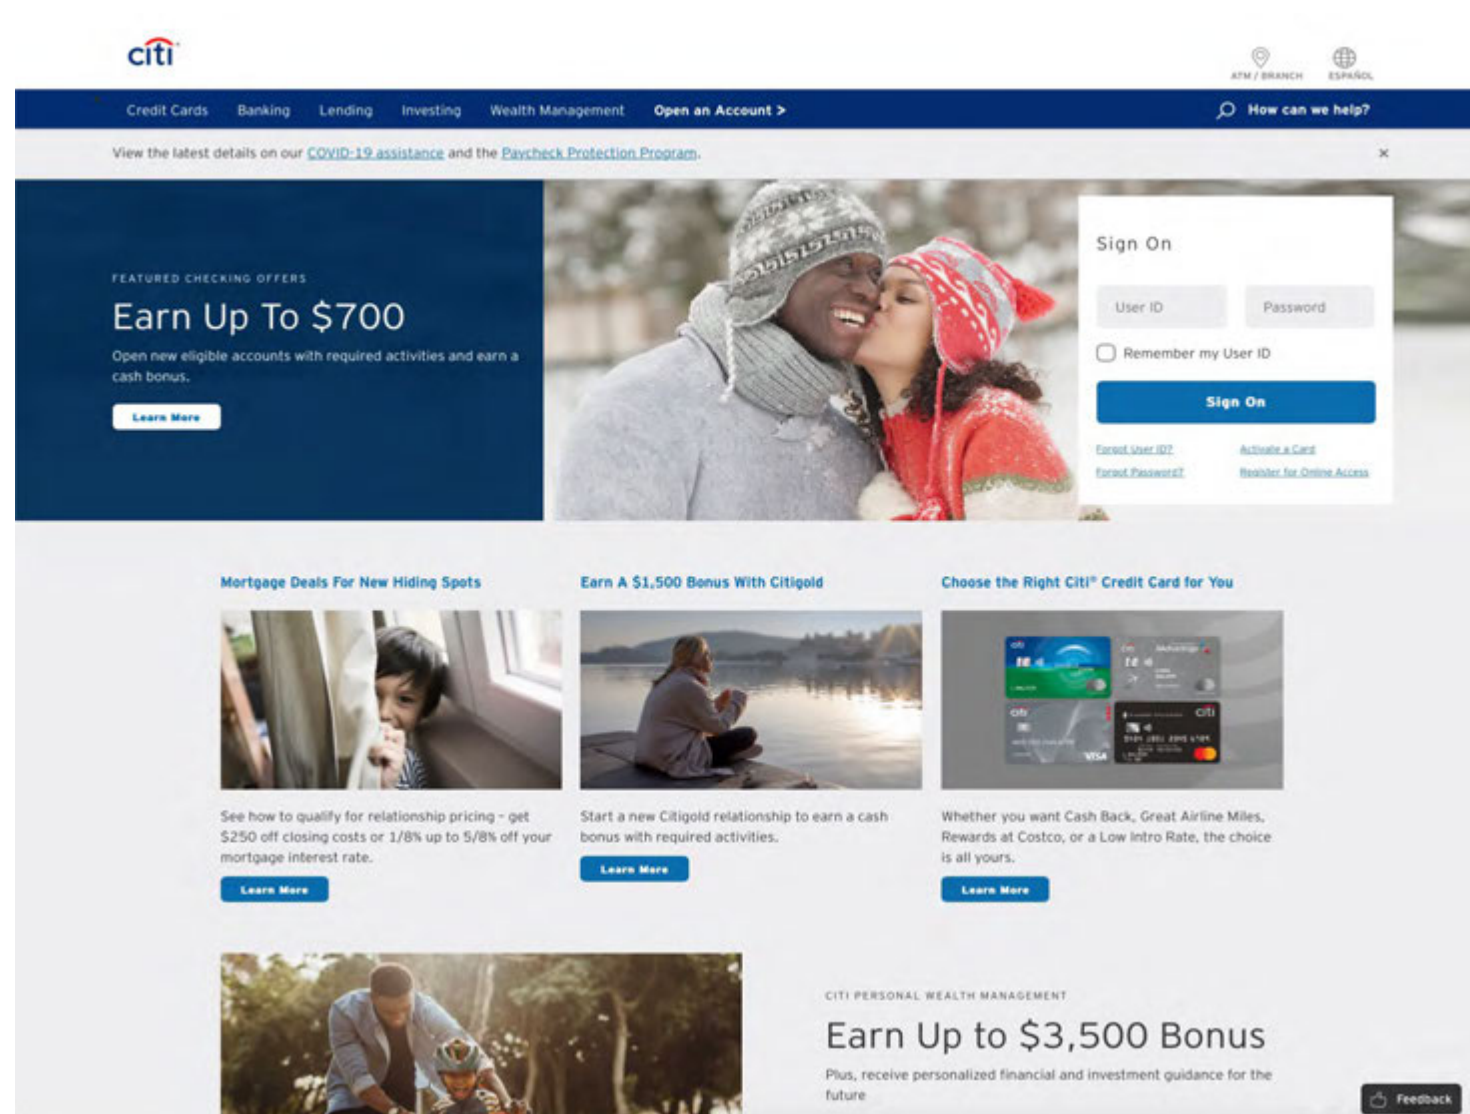 citi
ATM / BRANCH
ESPAÑOL
Credit Cards
Banking
Lending
Investing
Wealth Management
Open an Account >
How can we help?
View the latest details on our COVID-19 assistance and the Paycheck Protection Program.
×
FEATURED CHECKING OFFERS
Earn Up To $700
Open new eligible accounts with required activities and earn a
cash bonus.
Learn More
Sign On
User ID
Password
Remember my User ID
Sign On
Forgot User ID?
Activate a Card
Forgot Password?
Register for Online Access
Mortgage Deals For New Hiding Spots
See how to qualify for relationship pricing – get
$250 off closing costs or 1/8% up to 5/8% off your
mortgage interest rate.
Learn More
Earn A $1,500 Bonus With Citigold
Start a new Citigold relationship to earn a cash
bonus with required activities.
Learn More
Choose the Right Citi® Credit Card for You
citi
citi
citi
citi
VISA
Whether you want Cash Back, Great Airline Miles,
Rewards at Costco, or a Low Intro Rate, the choice
is all yours.
Learn More
CITI PERSONAL WEALTH MANAGEMENT
Earn Up to $3,500 Bonus
Plus, receive personalized financial and investment guidance for the
future
Feedback